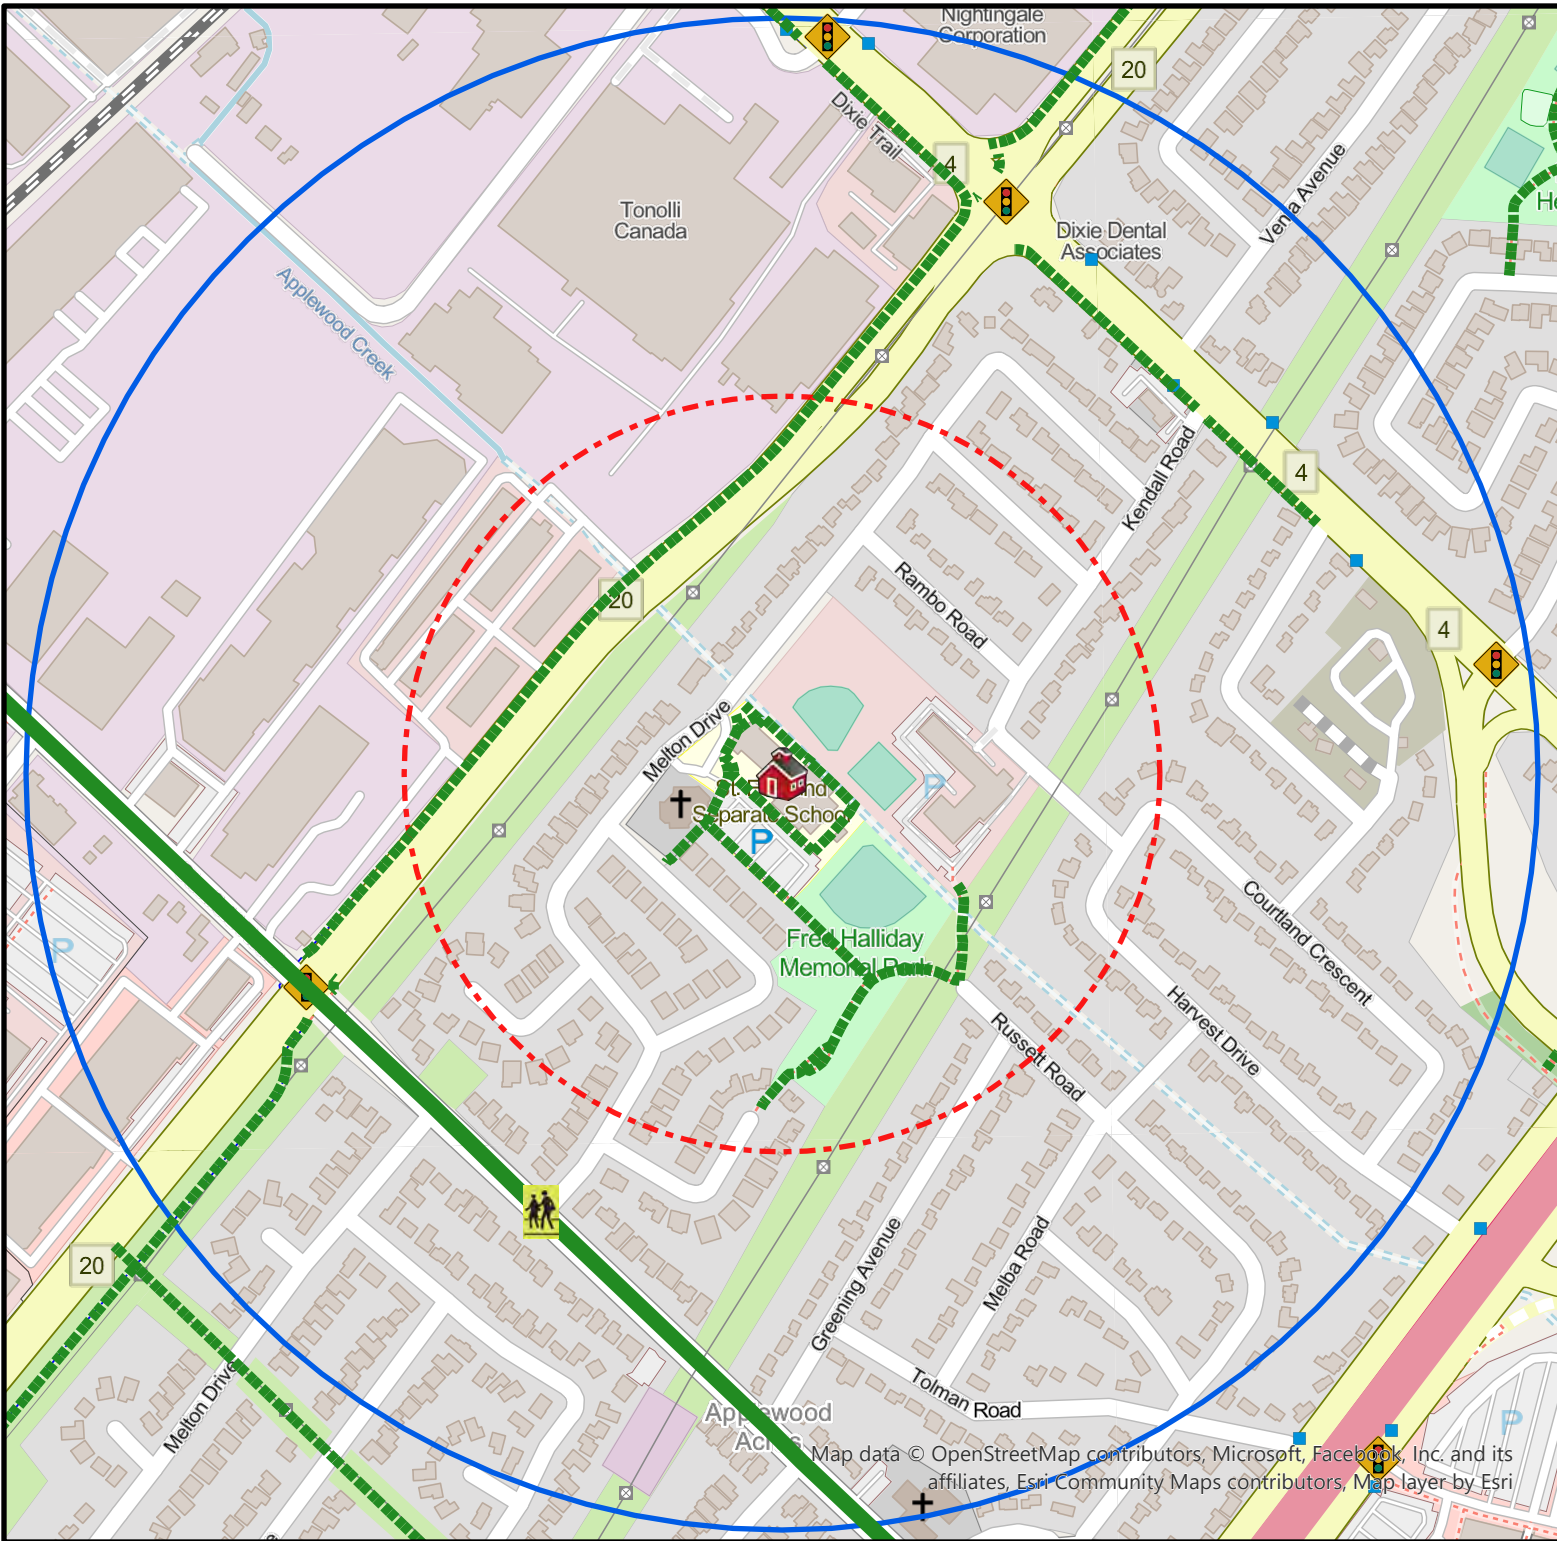 Nightingale
Corporation
20
Dixie Trail
4
Tonolli
Canada
Dixie Dental
Associates
Venta Avenue
Applewood Creek
Kendall Road
4
20
Rambo Road
4
Melton Drive
St.
Separate School
P
P
P
Courtland Crescent
Fred Halliday
Memorial Park
Harvest Drive
Russett Road
20
Greening Avenue
Melba Road
Melton Drive
Tolman Road
Applewood
Acres
P
Map data © OpenStreetMap contributors, Microsoft, Facebook, Inc. and its
affiliates, Esri Community Maps contributors, Map layer by Esri